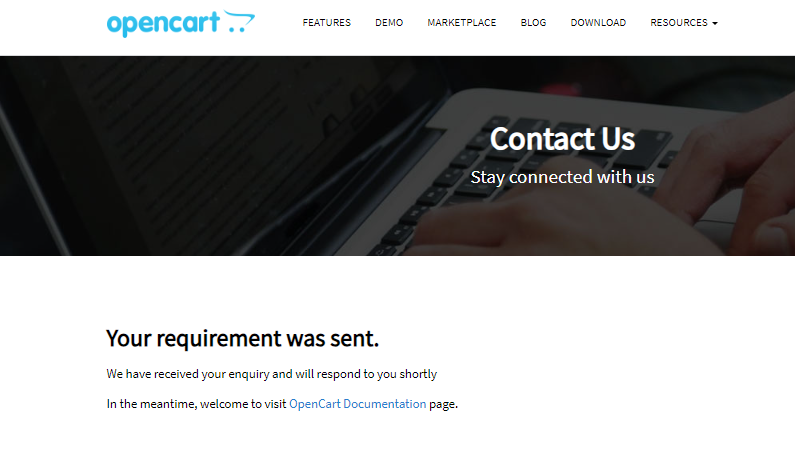 opencart
FEATURES DEMO MARKETPLACE BLOG DOWNLOAD RESOURCES
Contact Us
Stay connected with us
Your requirement was sent.
We have received your enquiry and will respond to you shortly
In the meantime, welcome to visit OpenCart Documentation page.